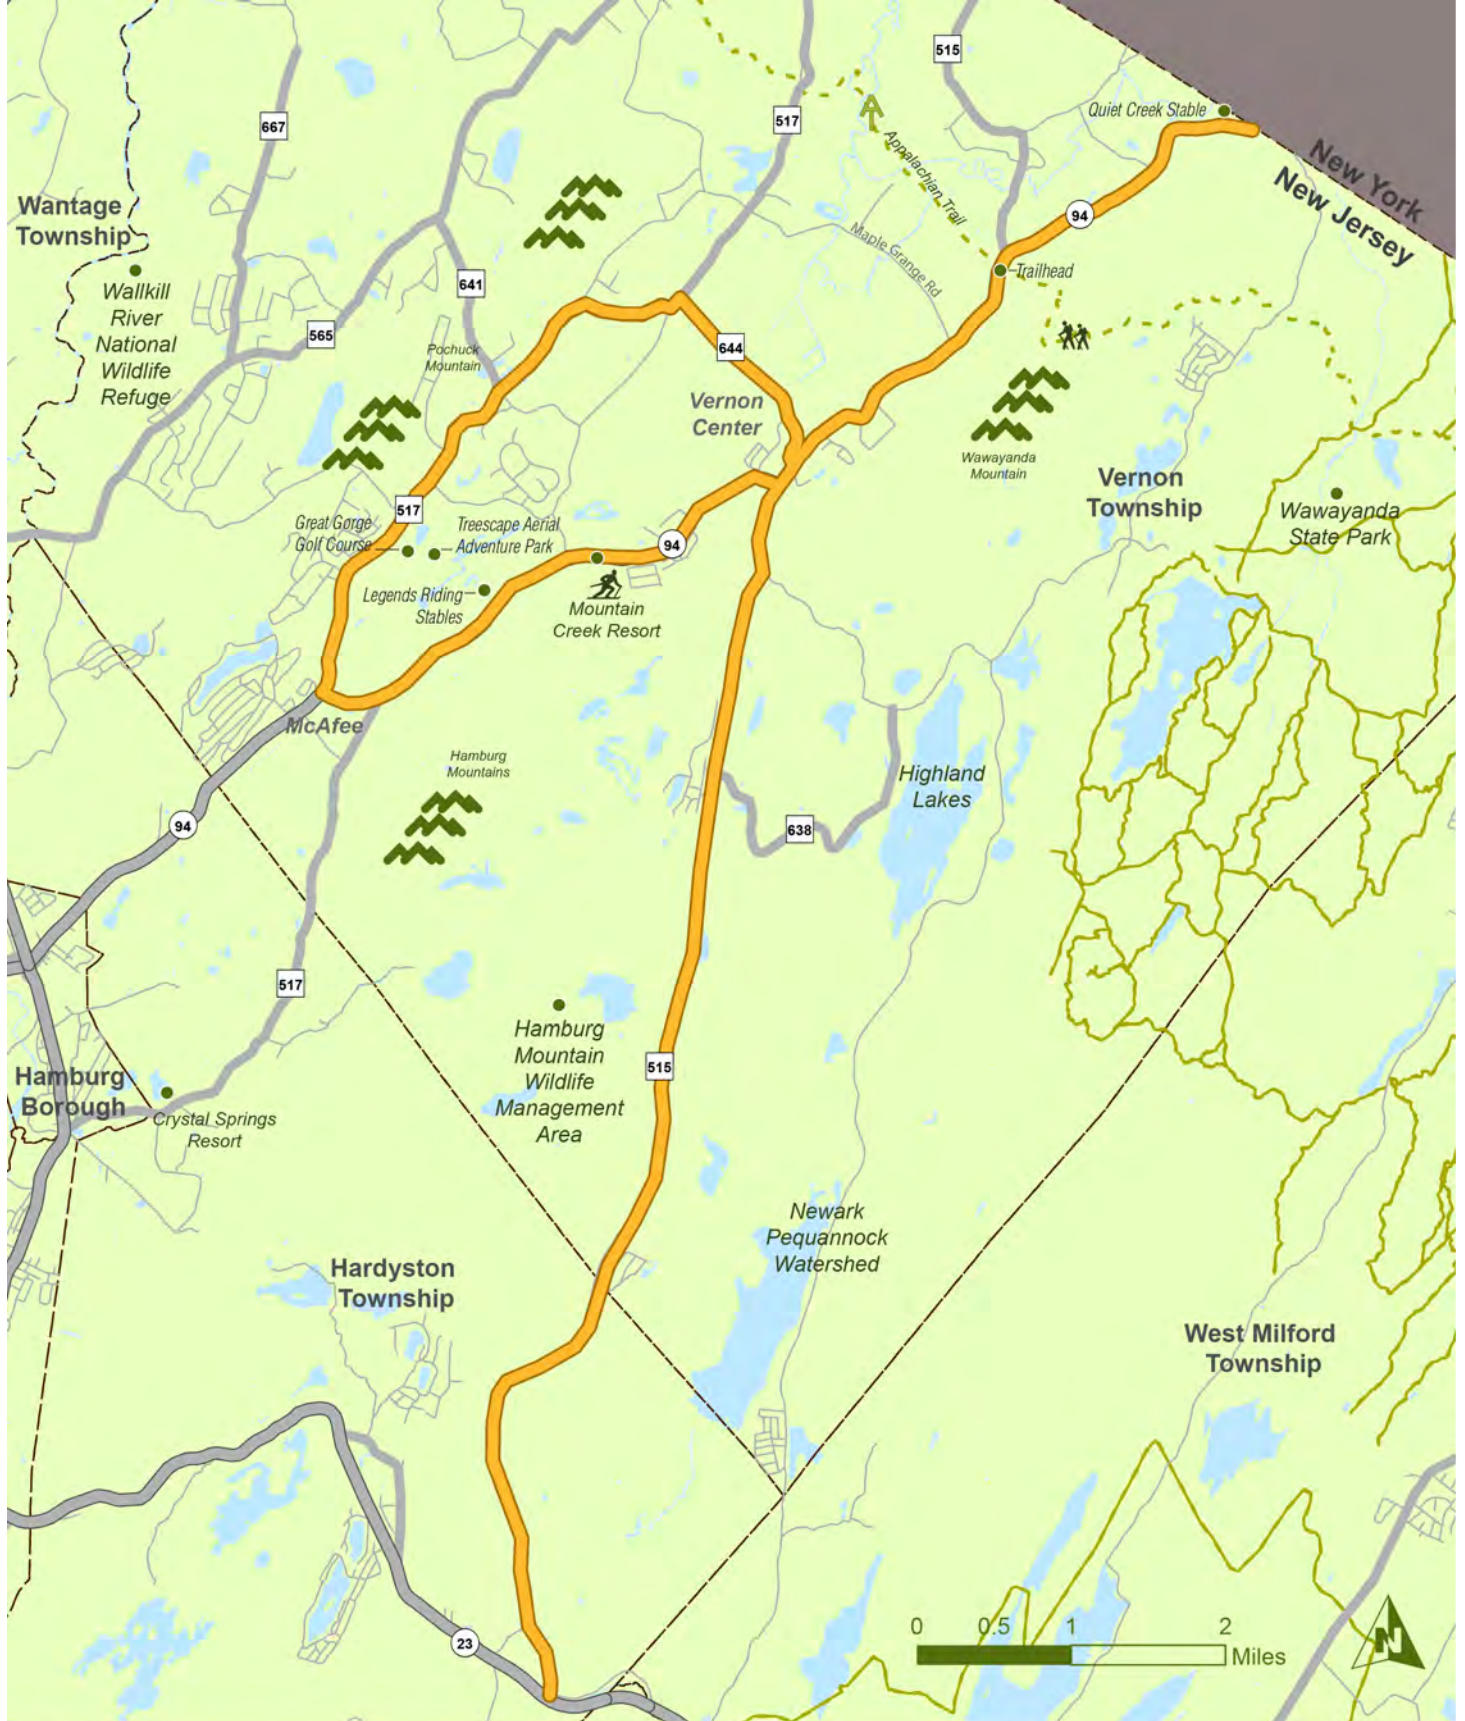 515
Quiet Creek Stable
667
517
New York
New Jersey
Appalachian Trail
Wantage
Township
94
Maple Grange Rd
Trailhead
Wallkill
River
National
Wildlife
Refuge
641
565
Pochuck
Mountain
644
Vernon
Center
Wawayanda
Mountain
Vernon
Township
Wawayanda
State Park
517
Great Gorge
Golf Course
Treescape Aerial
Adventure Park
94
Legends Riding
Stables
Mountain
Creek Resort
McAfee
Hamburg
Mountains
Highland
Lakes
94
638
517
Hamburg
Mountain
Wildlife
Management
Area
515
Hamburg
Borough
Crystal Springs
Resort
Newark
Pequannock
Watershed
Hardyston
Township
West Milford
Township
23
0 0.5 1 2
Miles
N